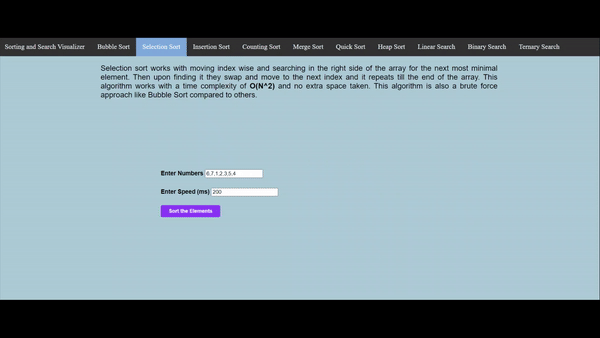 Sorting and Search Visualizer Bubble Sort Selection Sort Insertion Sort Counting Sort Merge Sort Quick Sort Heap Sort Linear Search Binary Search Ternary Search
Selection sort works with moving index wise and searching in the right side of the array for the next most minimal
element. Then upon finding it they swap and move to the next index and it repeats till the end of the array. This
algorithm works with a time complexity of O(N^2) and no extra space taken. This algorithm is also a brute force
approach like Bubble Sort compared to others.
Enter Numbers 6,7,1,2,3,5,4
Enter Speed (ms) 200
Sort the Elements